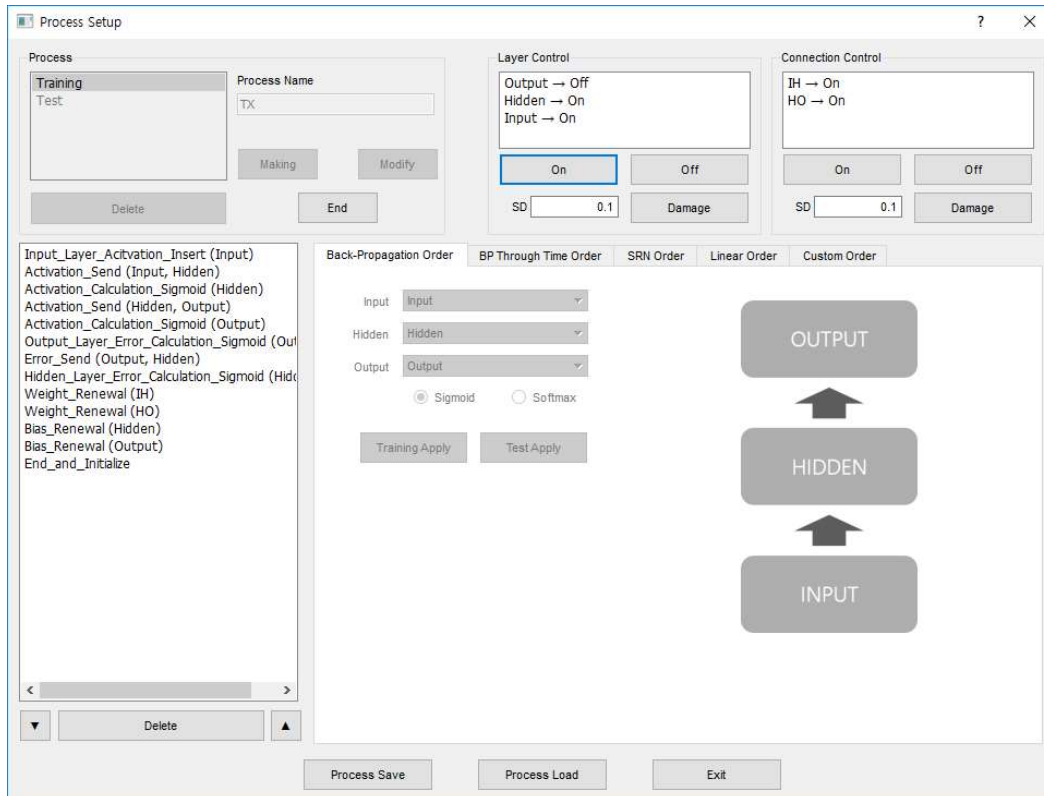 Process Setup
?
Process
Training
Test
Process Name
TX
Making
Modify
Delete
End
Layer Control
Output → Off
Hidden → On
Input → On
On
Off
SD
0.1
Damage
Connection Control
IH → On
HO → On
On
Off
SD
0.1
Damage
Input_Layer_Acitvation_Insert (Input)
Activation_Send (Input, Hidden)
Activation_Calculation_Sigmoid (Hidden)
Activation_Send (Hidden, Output)
Activation_Calculation_Sigmoid (Output)
Output_Layer_Error_Calculation_Sigmoid (Out
Error_Send (Output, Hidden)
Hidden_Layer_Error_Calculation_Sigmoid (Hidd
Weight_Renewal (IH)
Weight_Renewal (HO)
Bias_Renewal (Hidden)
Bias_Renewal (Output)
End_and_Initialize
▼
Delete
▲
Back-Propagation Order
BP Through Time Order
SRN Order
Linear Order
Custom Order
Input
Input
Hidden
Hidden
Output
Output
Sigmoid
Softmax
Training Apply
Test Apply
OUTPUT
HIDDEN
INPUT
Process Save
Process Load
Exit